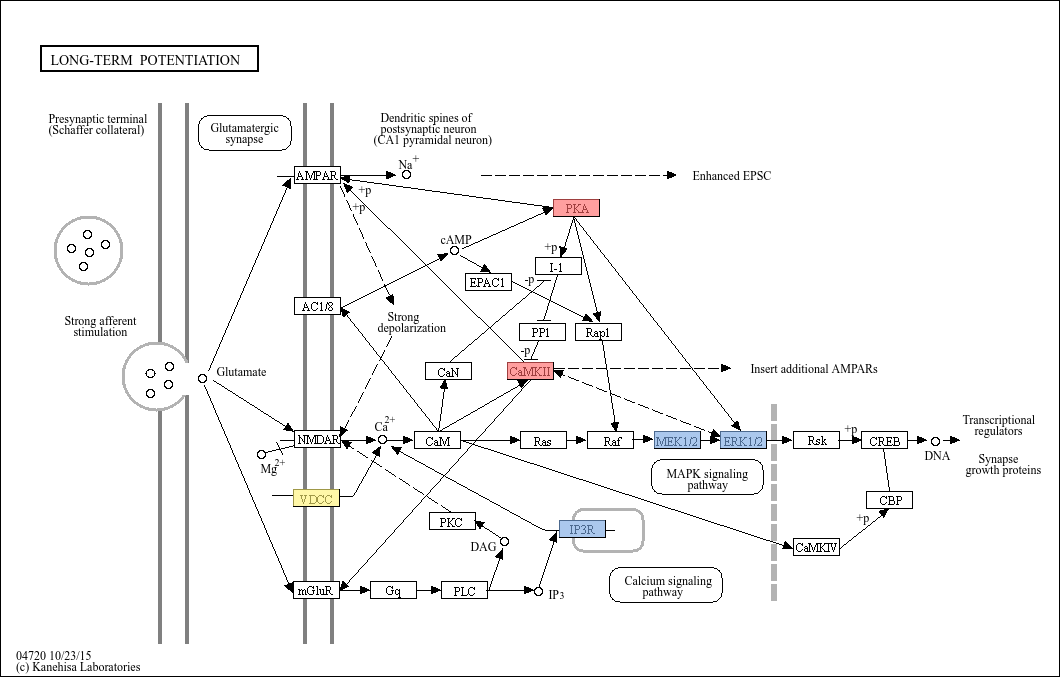 LONG-TERM POTENTIATION
Presynaptic terminal
(Schaffer collateral)
Glutamatergic
synapse
Dendritic spines of
postsynaptic neuron
(CA1 pyramidal neuron)
AMPAR
Na+
Enhanced EPSC
+p
+p
PKA
cAMP
+p
I-1
EPAC1
-p
AC1/8
Strong
depolarization
PP1
Rap1
Strong afferent
stimulation
-p
Glutamate
CaN
CaMKII
Insert additional AMPARs
Ca2+
NMDAR
CaM
Ras
Raf
MEK1/2
ERK1/2
Rsk
+p
CREB
DNA
Transcriptional
regulators
Synapse
growth proteins
Mg2+
MAPK signaling
pathway
VDCC
CBP
PKC
IP3R
+p
DAG
CaMKIV
mGluR
Gq
PLC
IP3
Calcium signaling
pathway
04720 10/23/15
(c) Kanehisa Laboratories